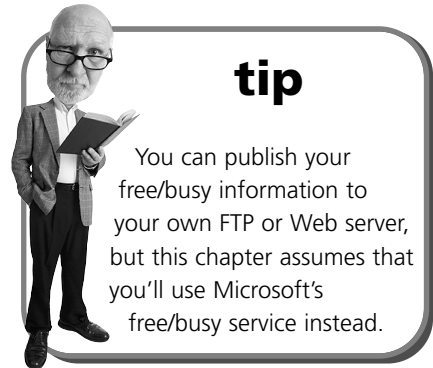 tip
You can publish your
free/busy information to
your own FTP or Web server,
but this chapter assumes that
you'll use Microsoft's
free/busy service instead.